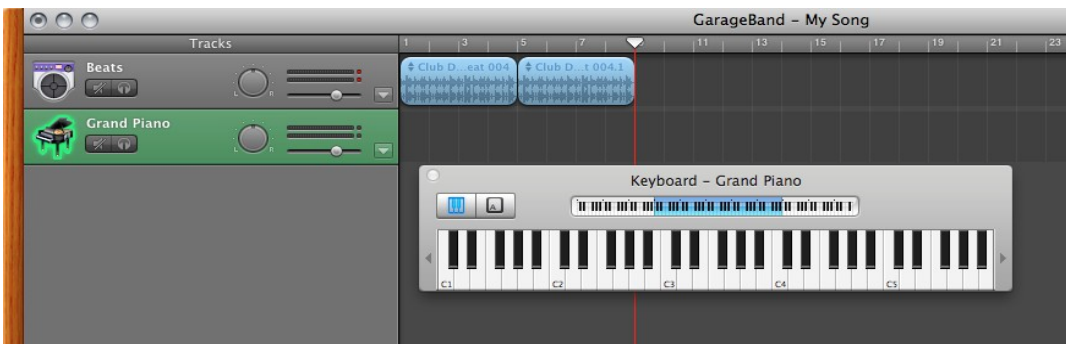 GarageBand – My Song
Tracks
1 3 5 7 11 13 15 17 19 21 23
Beats
Club D...eat 004 Club D...t 004.1
L R
Grand Piano
L R
Keyboard – Grand Piano
A
C1 C2 C3 C4 C5